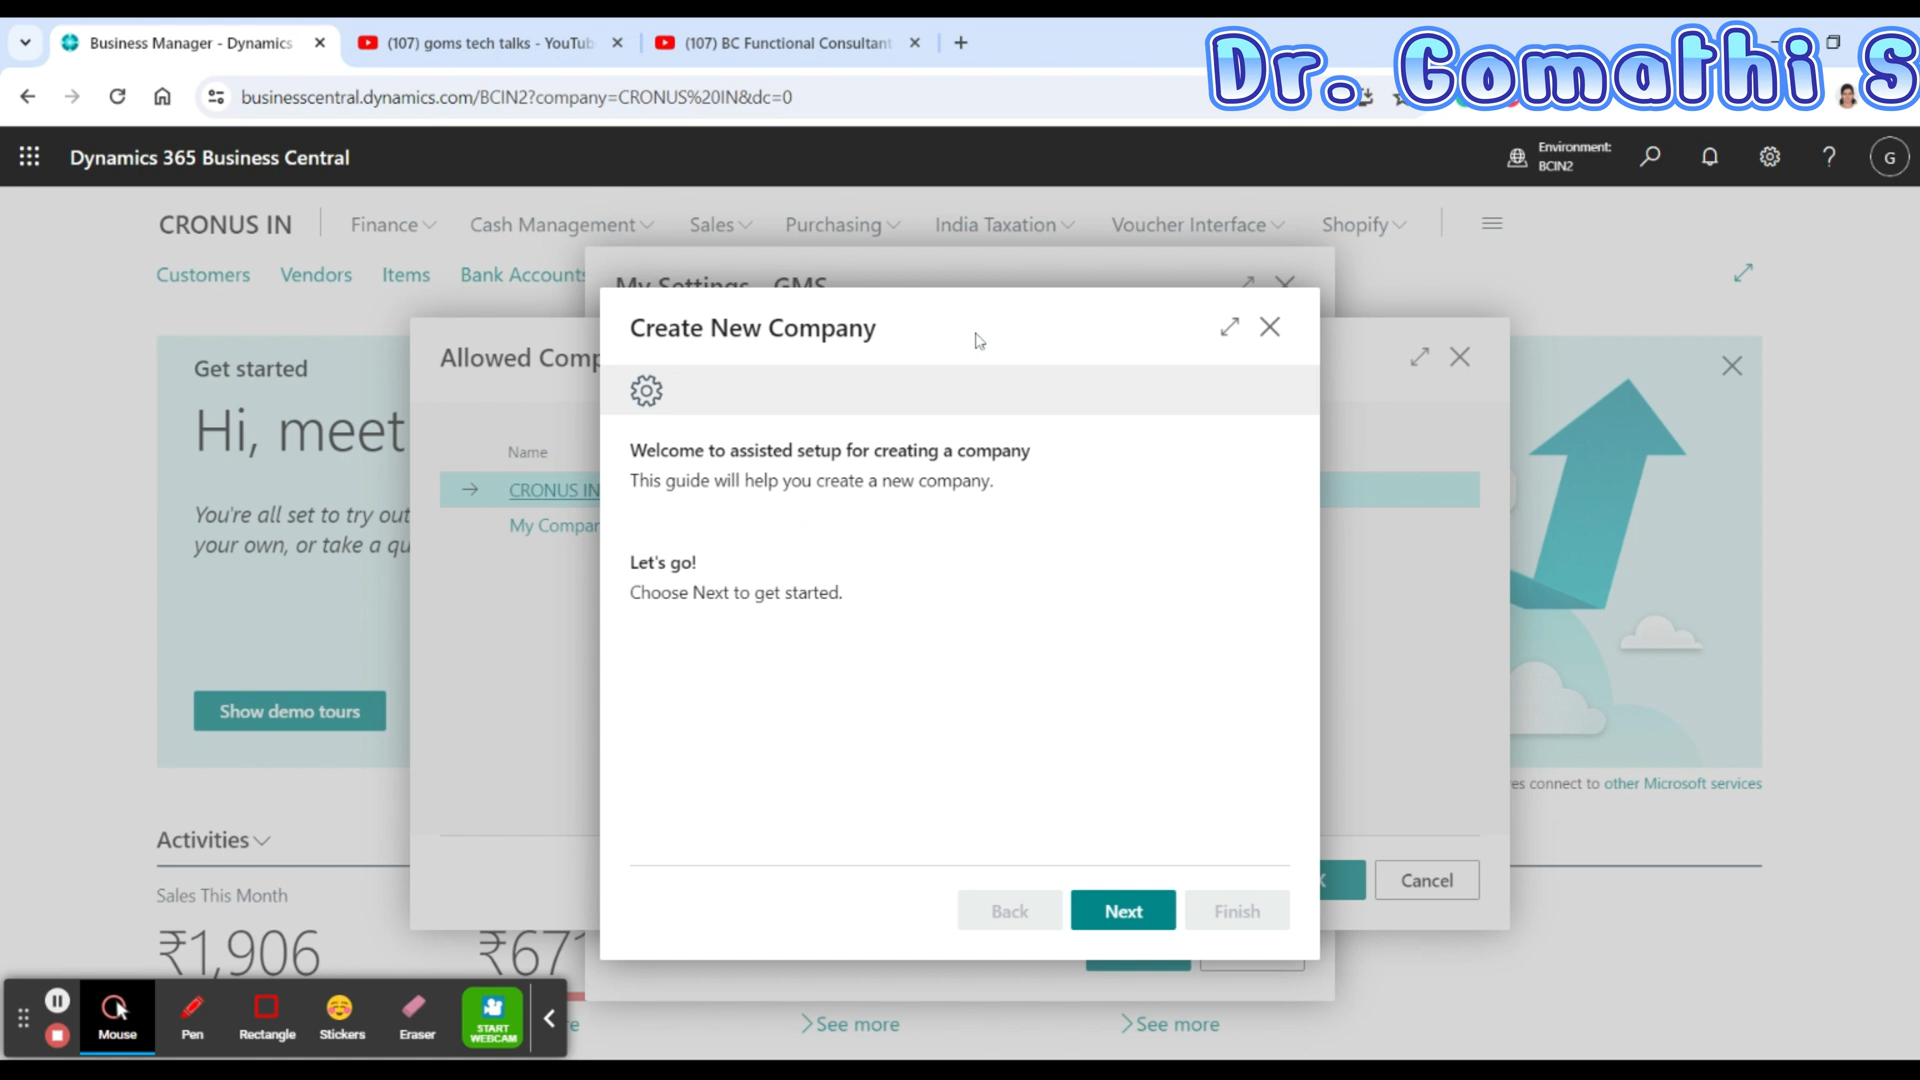 Business Manager - Dynamics
(107) goms tech talks - YouTub
(107) BC Functional Consultant
Dr. Gomathi S
businesscentral.dynamics.com/BCIN2?company=CRONUS%20IN&dc=0
Dynamics 365 Business Central
Environment:
BCIN2
G
CRONUS IN
Finance
Cash Management
Sales
Purchasing
India Taxation
Voucher Interface
Shopify
Customers
Vendors
Items
Bank Accounts
My Settings - GMS
Create New Company
Allowed Comp
Get started
Hi, meet
Welcome to assisted setup for creating a company
This guide will help you create a new company.
Name
CRONUS IN
My Compan
You're all set to try out
your own, or take a qu
Let's go!
Choose Next to get started.
Show demo tours
es connect to other Microsoft services
Activities
Sales This Month
₹1,906
₹671
Cancel
Back
Next
Finish
Mouse
Pen
Rectangle
Stickers
Eraser
START
WEBCAM
See more
See more